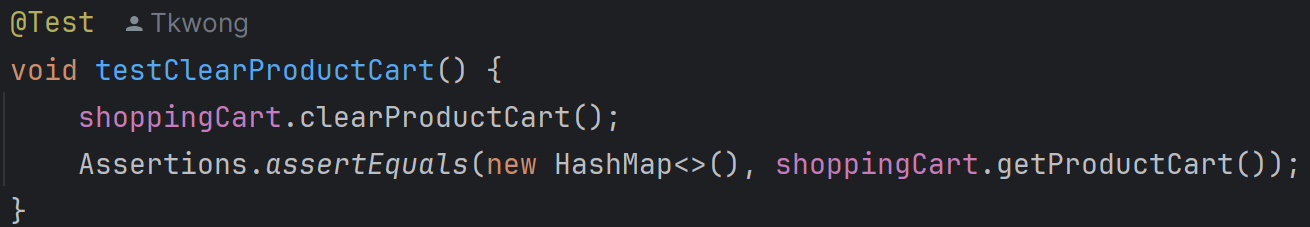 @Test Tkwong
void testClearProductCart() {
shoppingCart.clearProductCart();
Assertions.assertEquals(new HashMap<>(), shoppingCart.getProductCart());
}